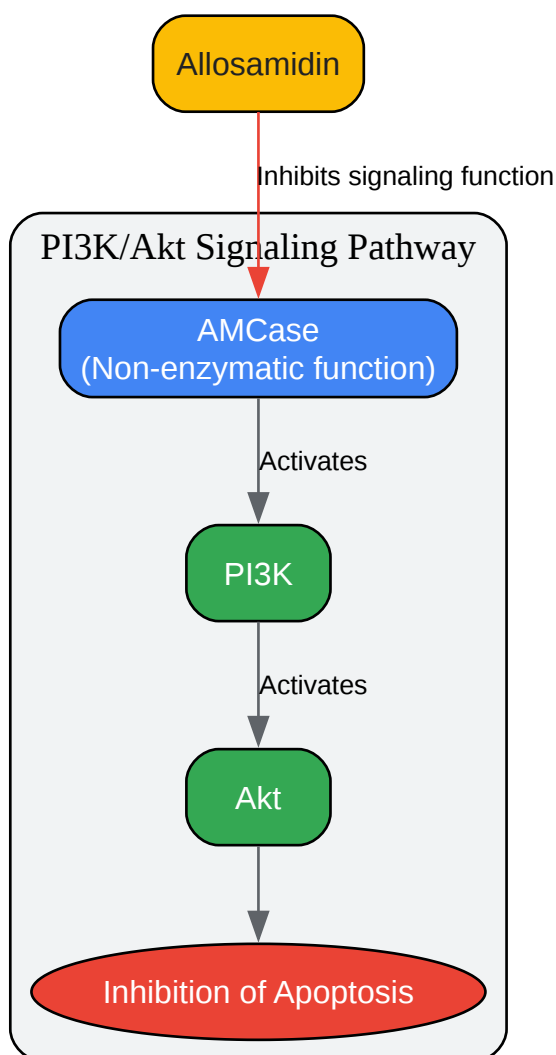 Allosamidin
Inhibits signaling function
PI3K/Akt Signaling Pathway
AMCase
(Non-enzymatic function)
Activates
PI3K
Activates
Akt
Inhibition of Apoptosis